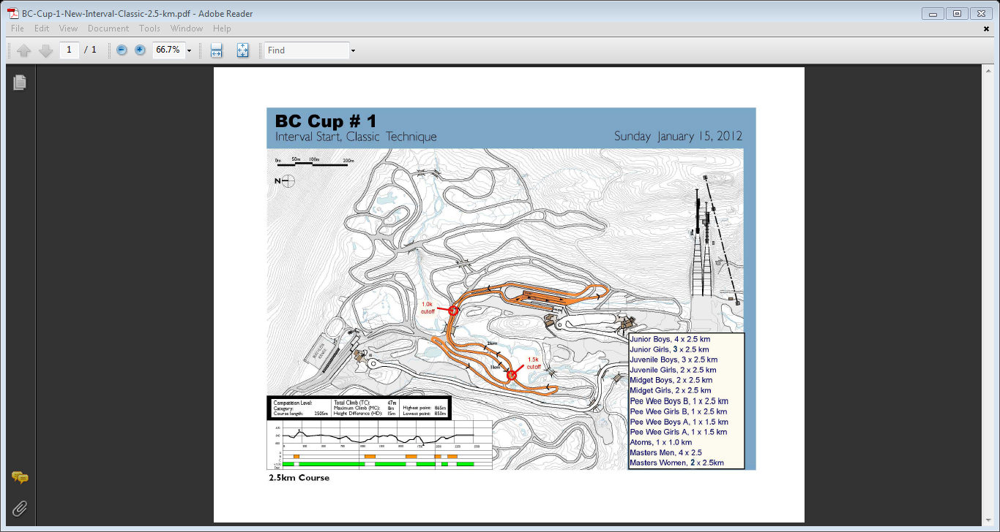 BC-Cup-1-New-Interval-Classic-2.5-km.pdf - Adobe Reader
File Edit View Document Tools Window Help
1 / 1 66.7% Find
BC Cup # 1
Interval Start, Classic Technique
Sunday January 15, 2012
0m 50m 100m 200m
N
1.0k
cutoff
2km
1km
1.5k
cutoff
BIATHLON
RANGE
Junior Boys, 4 x 2.5 km
Junior Girls, 3 x 2.5 km
Juvenile Boys, 3 x 2.5 km
Juvenile Girls, 2 x 2.5 km
Midget Boys, 2 x 2.5 km
Midget Girls, 2 x 2.5 km
Pee Wee Boys B, 1 x 2.5 km
Pee Wee Girls B, 1 x 2.5 km
Pee Wee Boys A, 1 x 1.5 km
Pee Wee Girls A, 1 x 1.5 km
Atoms, 1 x 1.0 km
Masters Men, 4 x 2.5
Masters Women, 2 x 2.5km
Competition Level: Total Climb (TC): 47m
Category: Maximum Climb (MC): 8m Highest point: 865m
Course length: 2505m Height Difference (HD): 15m Lowest point: 850m
2.5km Course